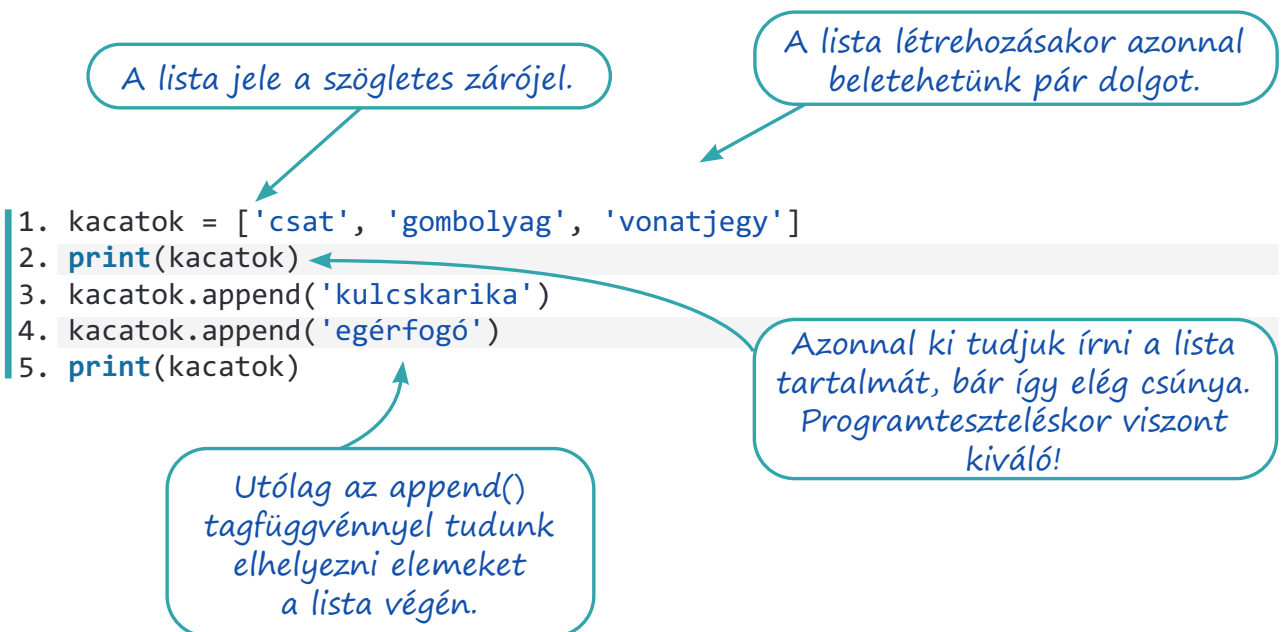 A lista jele a szögletes zárójel.
A lista létrehozásakor azonnal
beletehetünk pár dolgot.
1. kacatok = ['csat', 'gombolyag', 'vonatjegy']
2. print(kacatok)
3. kacatok.append('kulcskarika')
4. kacatok.append('egérfogó')
5. print(kacatok)
Azonnal ki tudjuk írni a lista
tartalmát, bár így elég csúnya.
Programteszteléskor viszont
kiváló!
Utólag az append()
tagfüggvénnyel tudunk
elhelyezni elemeket
a lista végén.